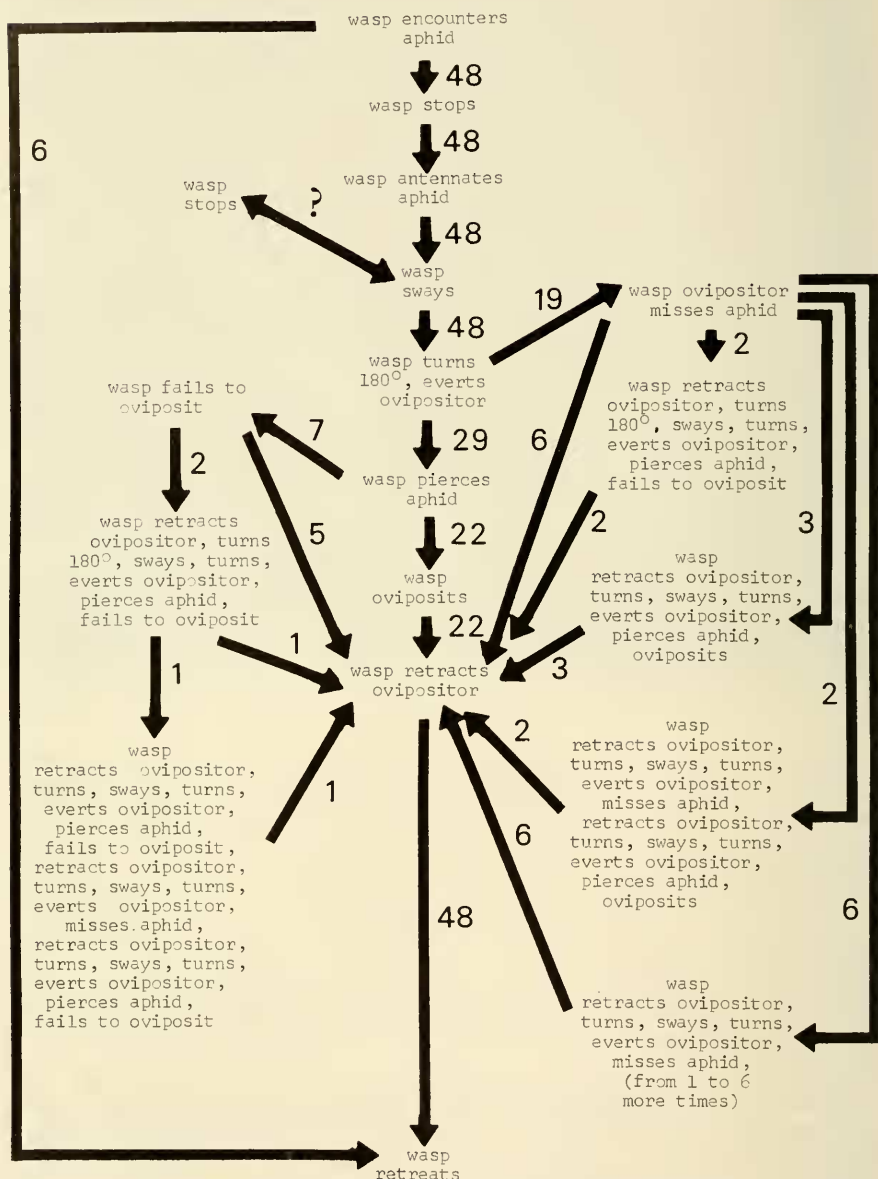 wasp encounters
aphid
48
wasp stops
48
6
wasp antennates
aphid
wasp
stops
?
48
wasp
sways
19
wasp ovipositor
misses aphid
48
2
wasp turns
180°, everts
ovipositor
wasp fails to
oviposit
7
29
6
wasp retracts
ovipositor, turns
180°, sways, turns,
everts ovipositor,
pierces aphid,
fails to oviposit
2
wasp pierces
aphid
3
wasp retracts
ovipositor, turns
180°, sways, turns,
everts ovipositor,
pierces aphid,
fails to oviposit
5
22
2
wasp
oviposits
wasp
retracts ovipositor,
turns, sways, turns,
everts ovipositor,
pierces aphid,
oviposits
22
1
1
3
wasp retracts
ovipositor
2
wasp
retracts ovipositor,
turns, sways, turns,
everts ovipositor,
pierces aphid,
fails to oviposit,
retracts ovipositor,
turns, sways, turns,
everts ovipositor,
misses.aphid,
retracts ovipositor,
turns, sways, turns,
everts ovipositor,
pierces aphid,
fails to oviposit
1
2
wasp
retracts ovipositor,
turns, sways, turns,
everts ovipositor,
misses aphid,
retracts ovipositor,
turns, sways, turns,
everts ovipositor,
pierces aphid,
oviposits
6
48
6
wasp
retracts ovipositor,
turns, sways, turns,
everts ovipositor,
misses aphid,
(from 1 to 6
more times)
wasp
retreats